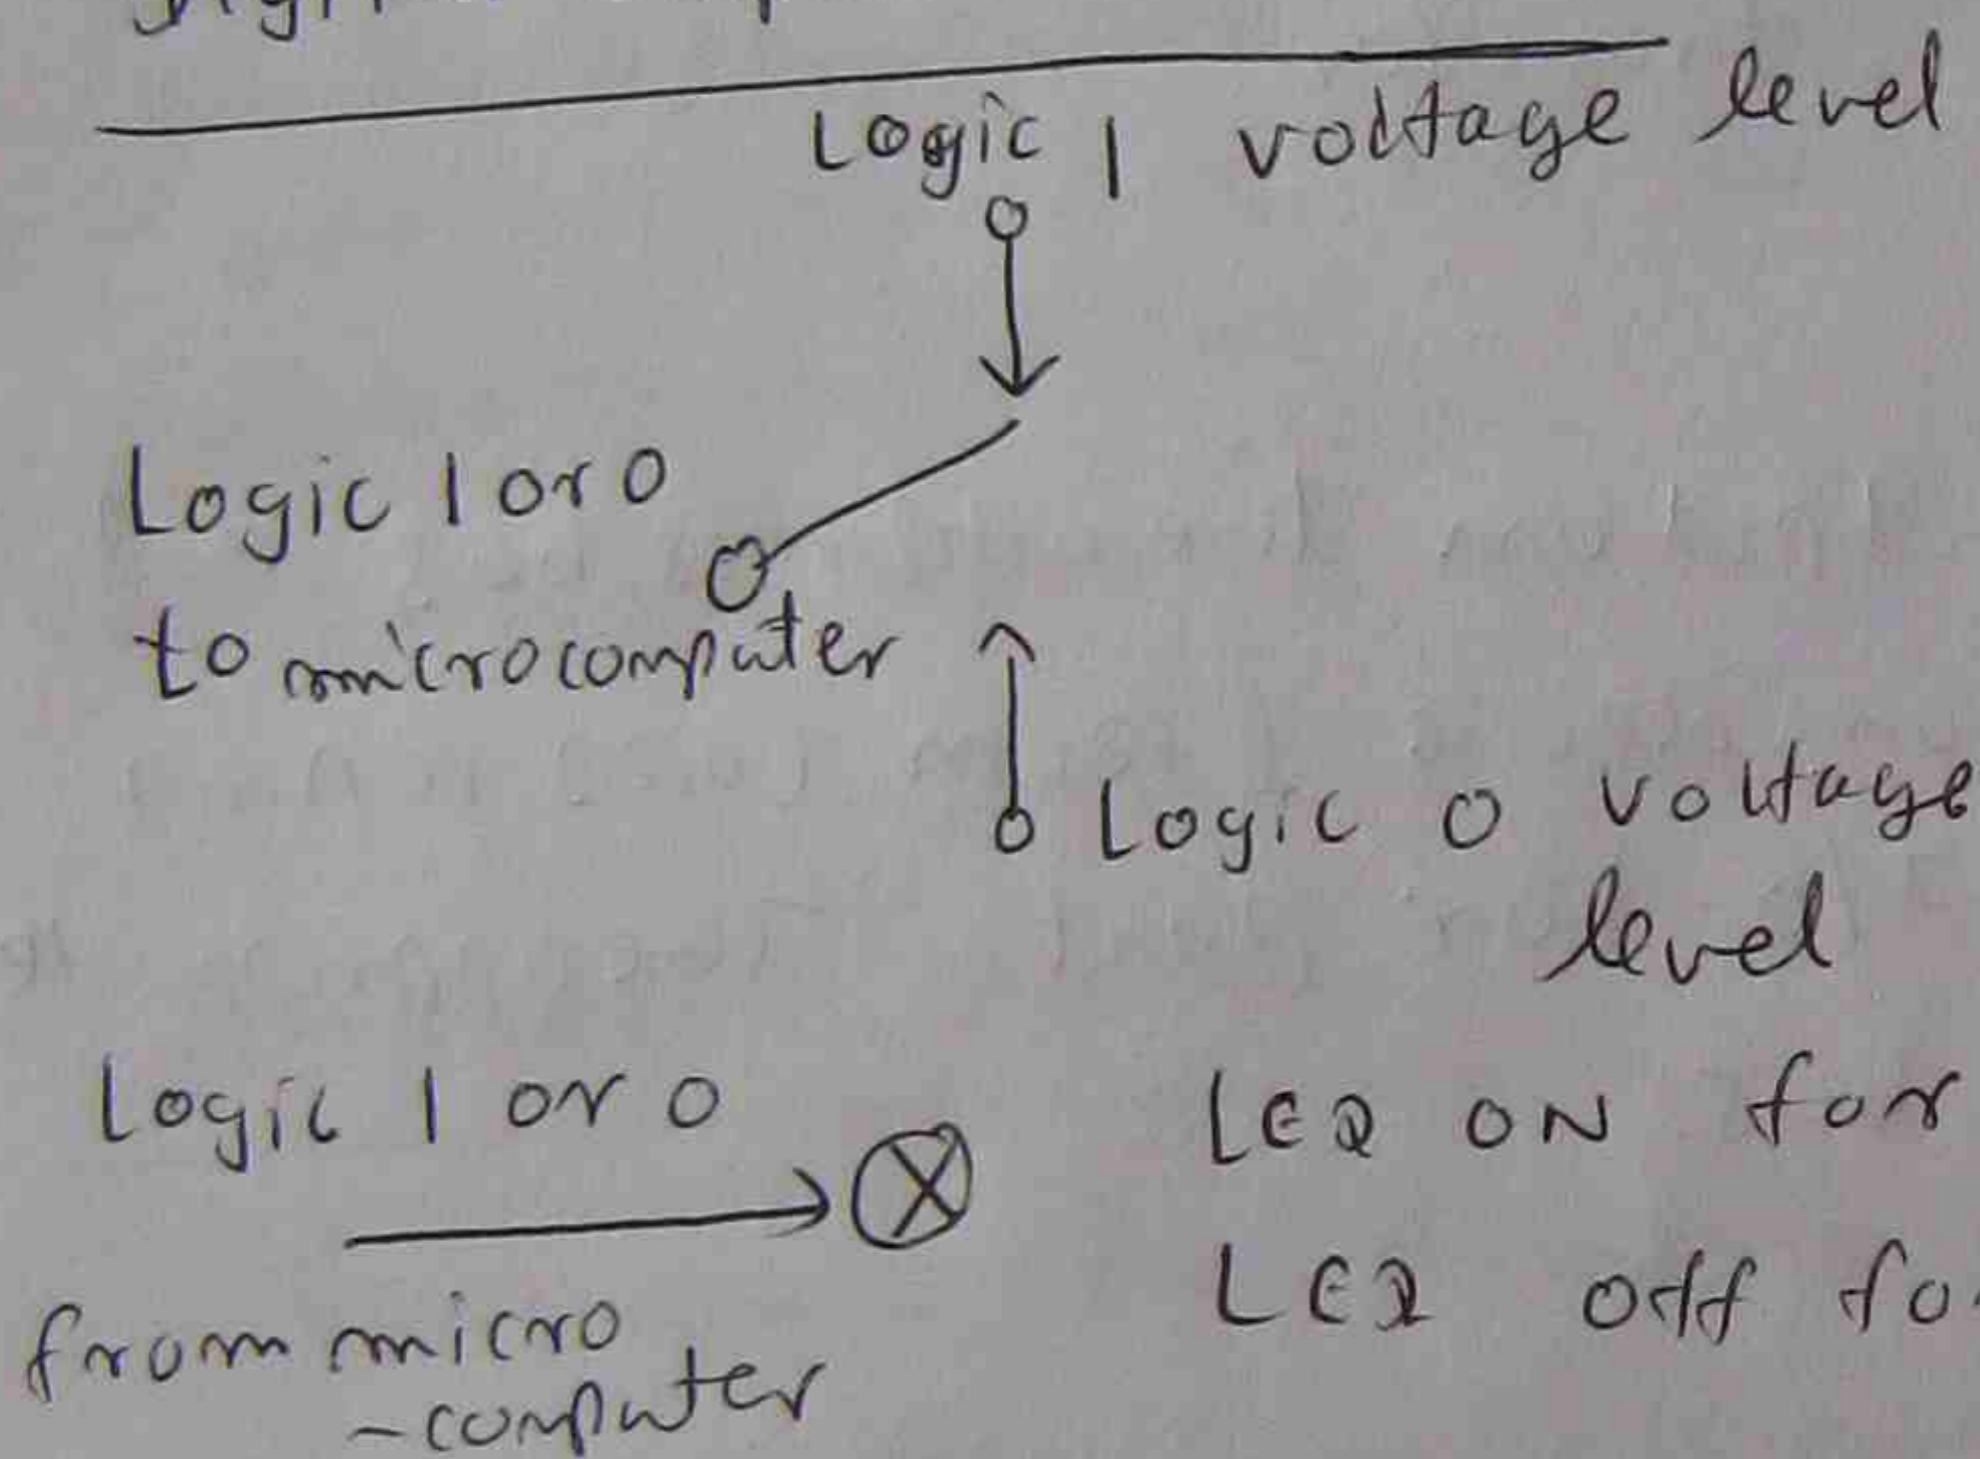 Logic 1 voltage level
Logic 1 or 0
to microcomputer
Logic 0 voltage
level
Logic 1 or 0
LED ON for
from micro
-computer
LED off fo